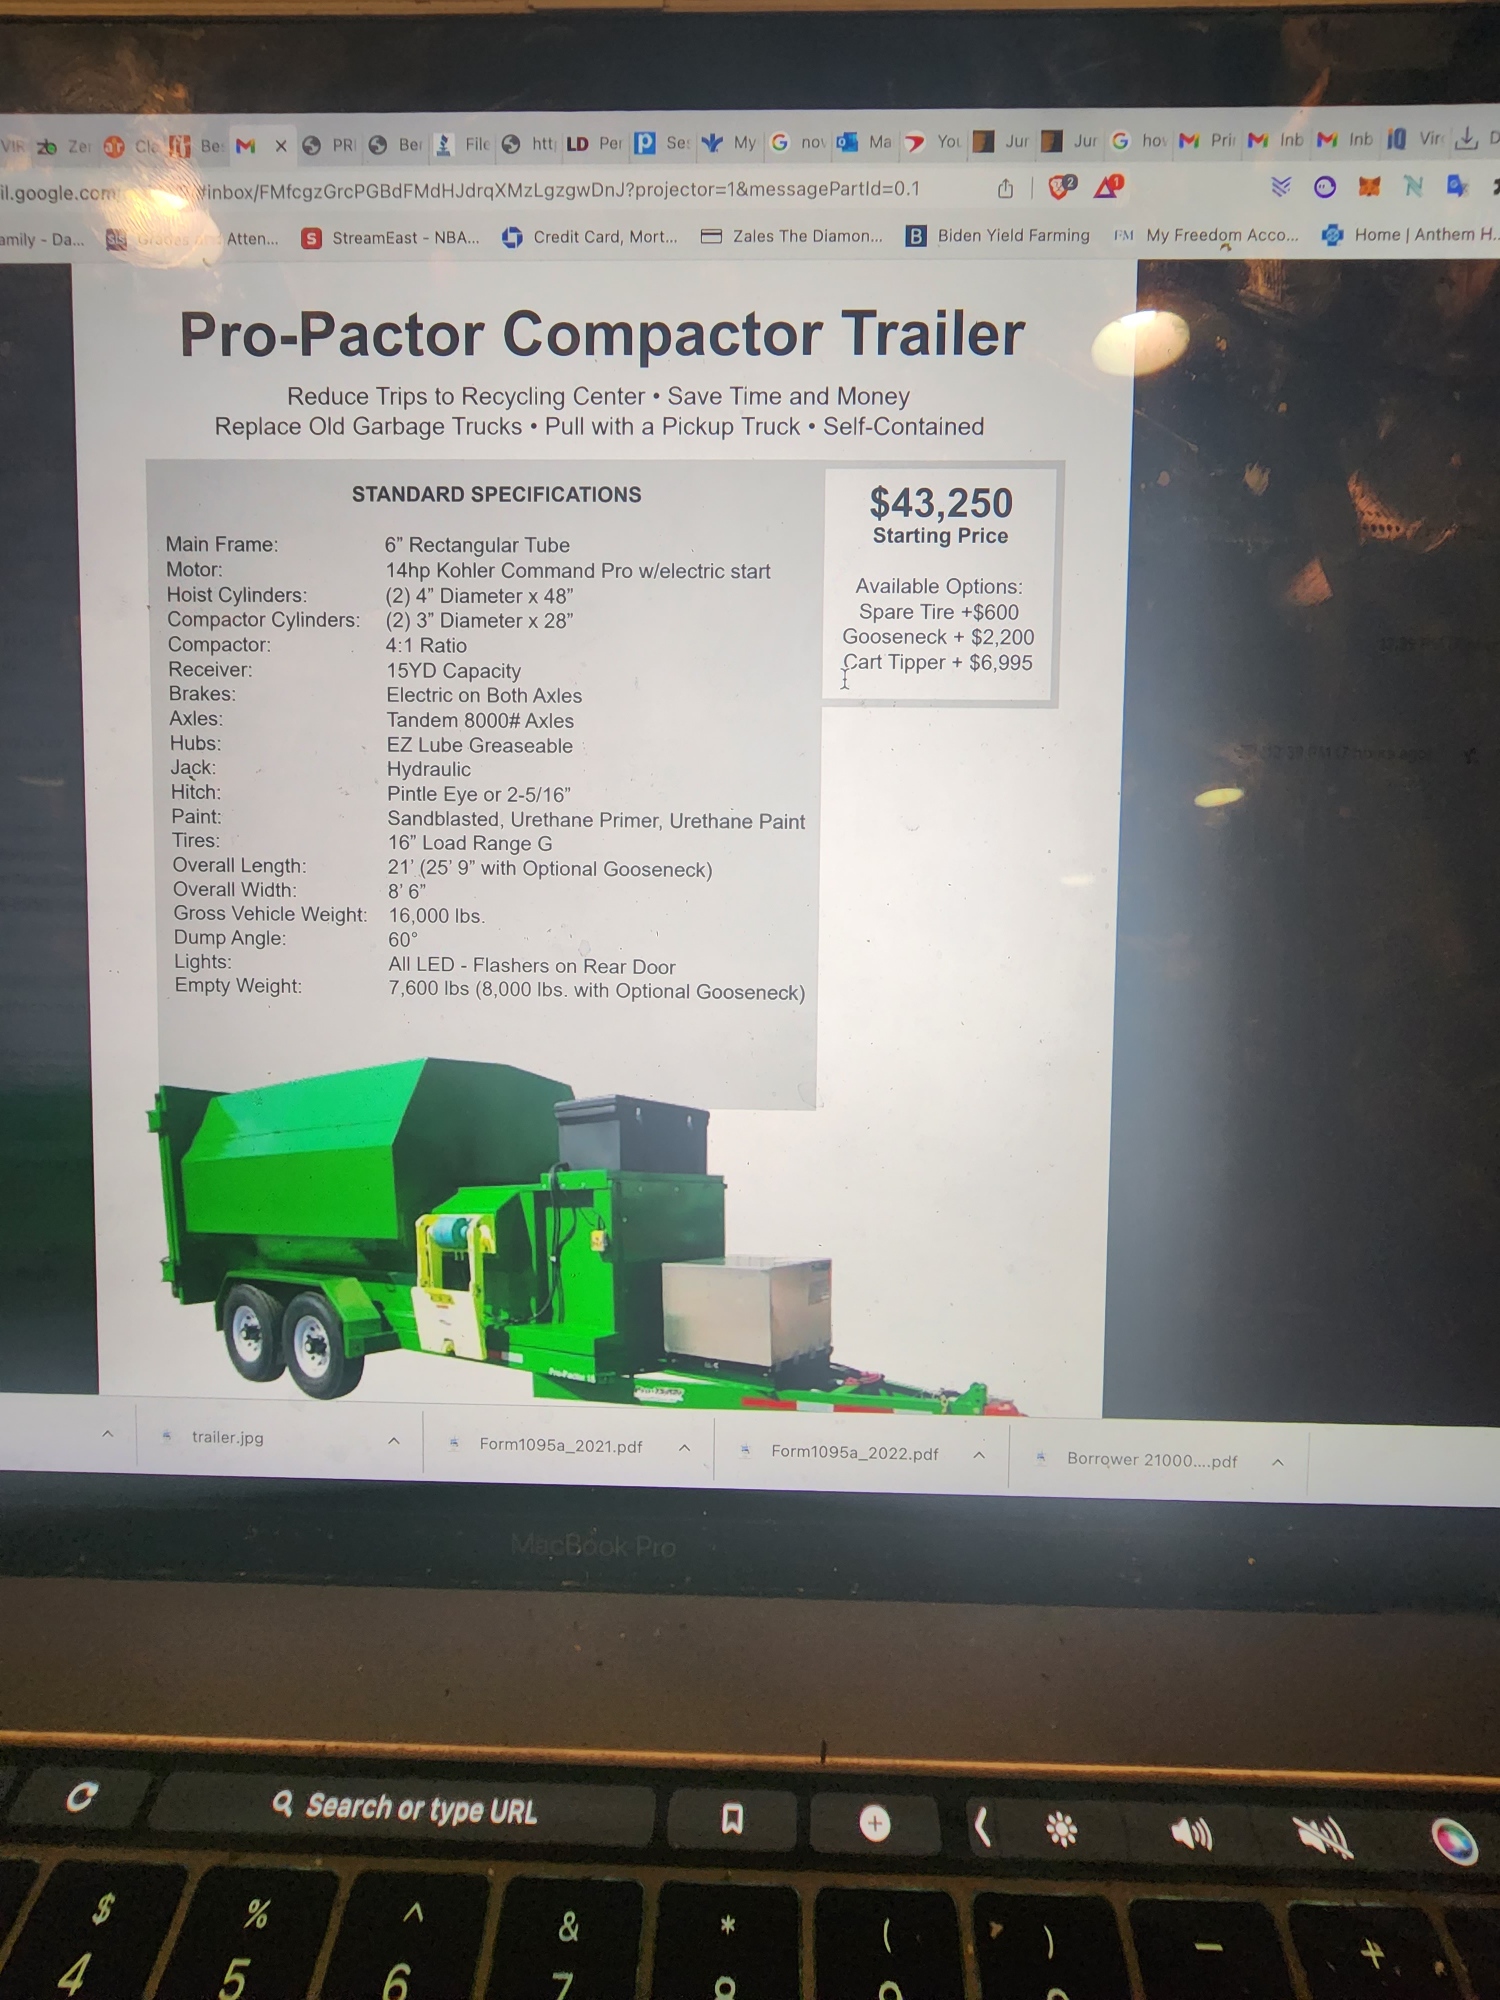 VIR Zer Cla Be PRI Ber File htt LD Per Se: My nov Ma You Jur Jur hov Prir Inb Inb iQ Vir D
il.google.com #inbox/FMfcgzGrcPGBdFMdHJdrqXMzLgzgwDnJ?projector=1&messagePartId=0.1 2 1
amily - Da... Atten... StreamEast - NBA... Credit Card, Mort... Zales The Diamon... Biden Yield Farming FM My Freedom Acco... Home | Anthem H...
Pro-Pactor Compactor Trailer
Reduce Trips to Recycling Center • Save Time and Money
Replace Old Garbage Trucks • Pull with a Pickup Truck • Self-Contained
STANDARD SPECIFICATIONS
Main Frame: 6” Rectangular Tube
Motor: 14hp Kohler Command Pro w/electric start
Hoist Cylinders: (2) 4” Diameter x 48”
Compactor Cylinders: (2) 3” Diameter x 28”
Compactor: 4:1 Ratio
Receiver: 15YD Capacity
Brakes: Electric on Both Axles
Axles: Tandem 8000# Axles
Hubs: EZ Lube Greaseable
Jack: Hydraulic
Hitch: Pintle Eye or 2-5/16”
Paint: Sandblasted, Urethane Primer, Urethane Paint
Tires: 16” Load Range G
Overall Length: 21’ (25’ 9” with Optional Gooseneck)
Overall Width: 8’ 6”
Gross Vehicle Weight: 16,000 lbs.
Dump Angle: 60°
Lights: All LED - Flashers on Rear Door
Empty Weight: 7,600 lbs (8,000 lbs. with Optional Gooseneck)
$43,250
Starting Price
Available Options:
Spare Tire +$600
Gooseneck + $2,200
Cart Tipper + $6,995
Pro-Pactor 15
trailer.jpg Form1095a_2021.pdf Form1095a_2022.pdf Borrower 21000....pdf
MacBook Pro
Search or type URL
$ % ^ & * ( ) — +
4 5 6 7 8 9 0